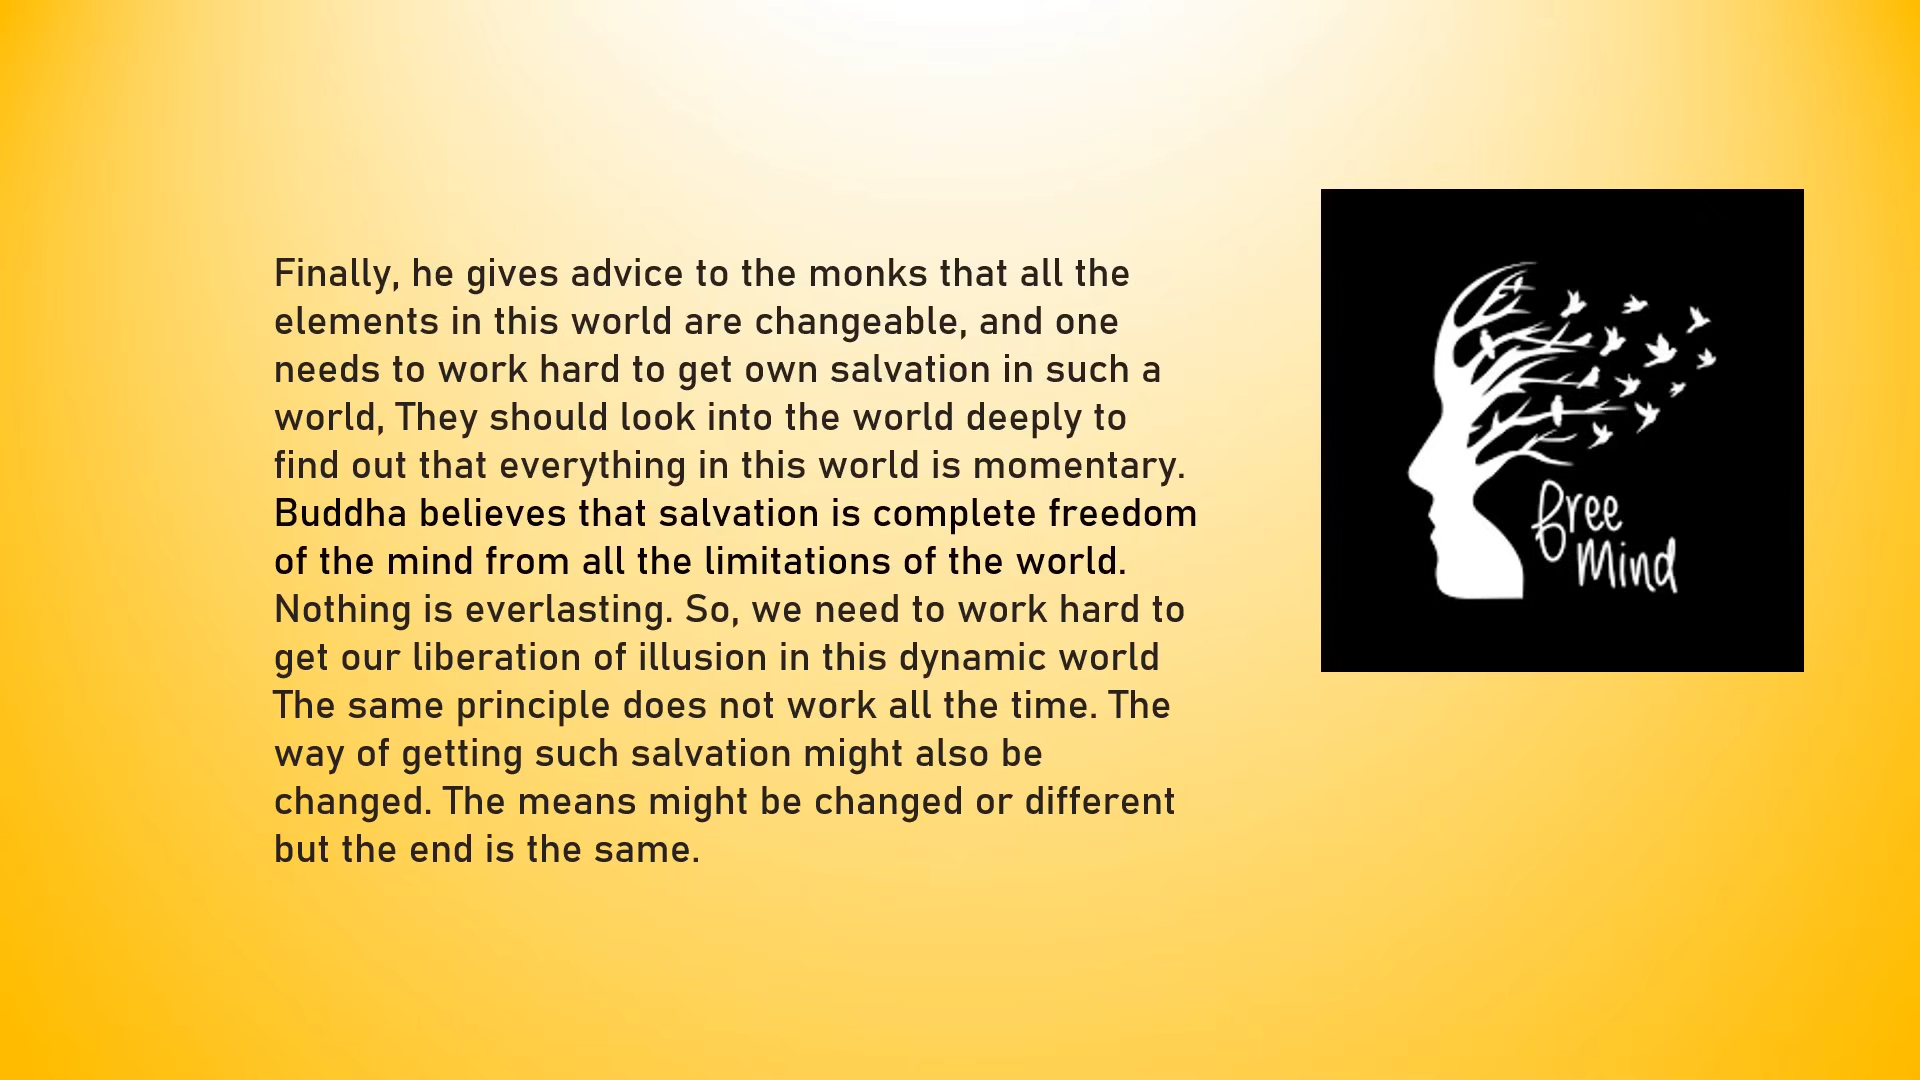 Finally, he gives advice to the monks that all the
elements in this world are changeable, and one
needs to work hard to get own salvation in such a
world, They should look into the world deeply to
find out that everything in this world is momentary.
Buddha believes that salvation is complete freedom
of the mind from all the limitations of the world.
Nothing is everlasting. So, we need to work hard to
get our liberation of illusion in this dynamic world
The same principle does not work all the time. The
way of getting such salvation might also be
changed. The means might be changed or different
but the end is the same.
free
mind